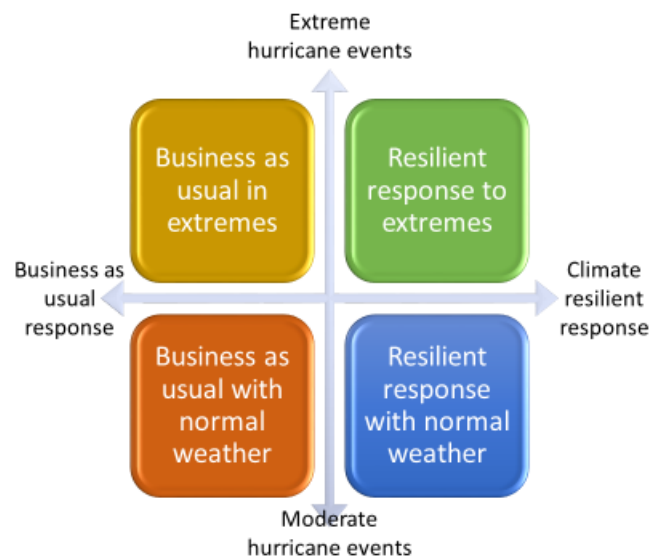 Extreme
hurricane events
Business as
usual in
extremes
Resilient
response to
extremes
Business as
usual
response
Climate
resilient
response
Business as
usual with
normal
weather
Resilient
response
with normal
weather
Moderate
hurricane events